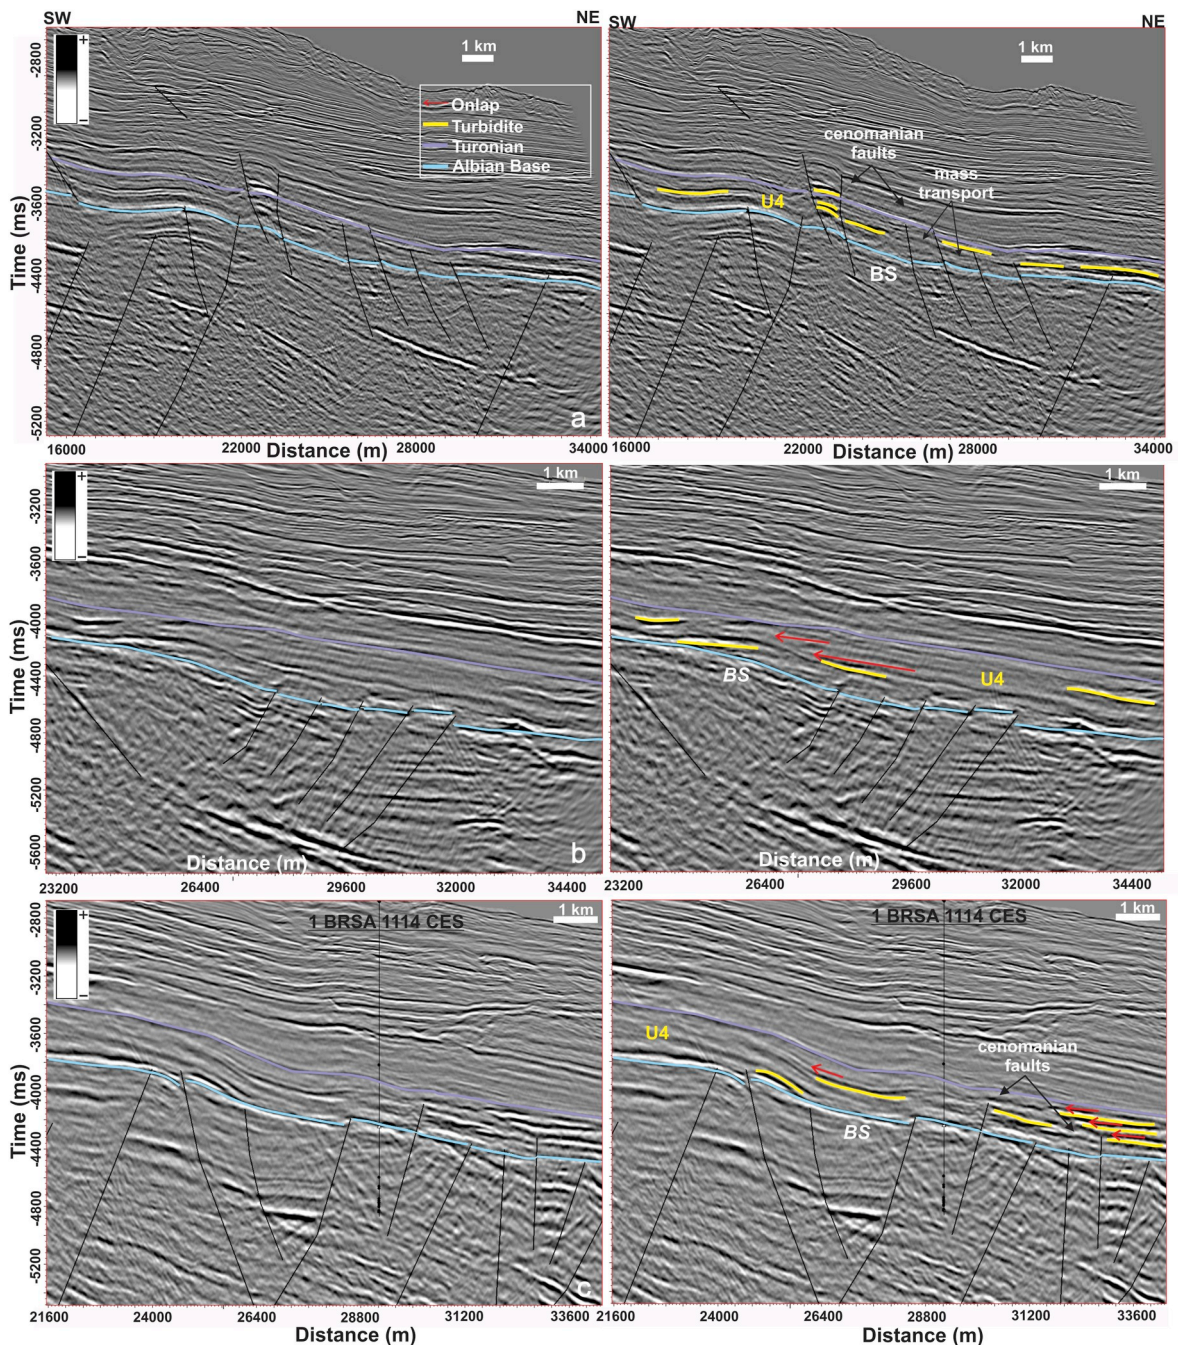 SW
NE
SW
NE
+
−
1 km
1 km
Onlap
Turbidite
Turonian
Albian Base
cenomanian
faults
mass
transport
U4
BS
Time (ms)
-2800
-3200
-3600
-4400
-4800
-5200
a
16000
22000
28000
34000
Distance (m)
16000
22000
28000
34000
Distance (m)
+
−
1 km
1 km
Time (ms)
-3200
-3600
-4000
-4400
-4800
-5200
-5600
BS
U4
b
Distance (m)
Distance (m)
23200
26400
29600
32000
34400
23200
26400
29600
32000
34400
+
−
1 BRSA 1114 CES
1 km
1 BRSA 1114 CES
1 km
Time (ms)
-2800
-3200
-3600
-4000
-4400
-4800
-5200
U4
cenomanian
faults
BS
c
21600
24000
26400
28800
31200
33600
Distance (m)
21600
24000
26400
28800
31200
33600
Distance (m)